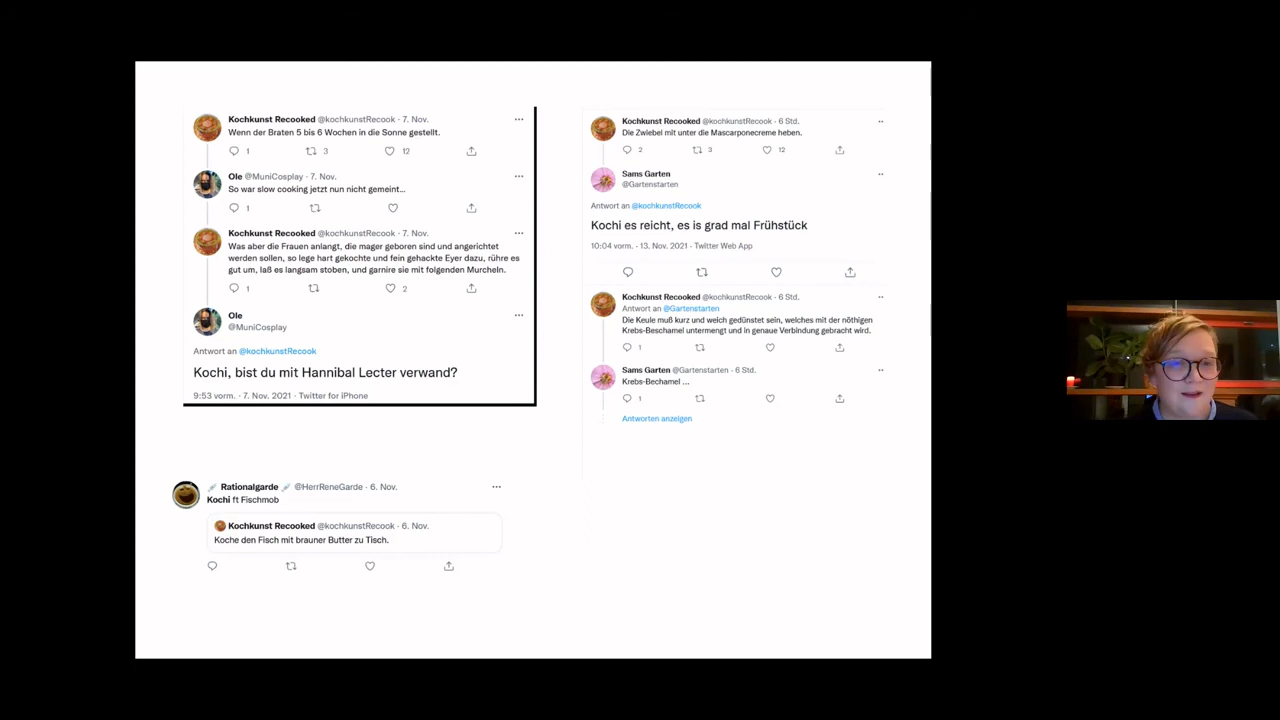 Kochkunst Recooked @kochkunstRecook · 7. Nov.
Wenn der Braten 5 bis 6 Wochen in die Sonne gestellt.
1 3 12
Ole @MuniCosplay · 7. Nov.
So war slow cooking jetzt nun nicht gemeint...
1
Kochkunst Recooked @kochkunstRecook · 7. Nov.
Was aber die Frauen anlangt, die mager geboren sind und angerichtet
werden sollen, so lege hart gekochte und fein gehackte Eyer dazu, rühre es
gut um, laß es langsam stoben, und garnire sie mit folgenden Murcheln.
1 2
Ole
@MuniCosplay
Antwort an @kochkunstRecook
Kochi, bist du mit Hannibal Lecter verwand?
9:53 vorm. · 7. Nov. 2021 · Twitter for iPhone
Kochkunst Recooked @kochkunstRecook · 6 Std.
Die Zwiebel mit unter die Mascarponecreme heben.
2 3 12
Sams Garten
@Gartenstarten
Antwort an @kochkunstRecook
Kochi es reicht, es is grad mal Frühstück
10:04 vorm. · 13. Nov. 2021 · Twitter Web App
Kochkunst Recooked @kochkunstRecook · 6 Std.
Antwort an @Gartenstarten
Die Keule muß kurz und weich gedünstet sein, welches mit der nöthigen
Krebs-Beschamel untermengt und in genaue Verbindung gebracht wird.
1
Sams Garten @Gartenstarten · 6 Std.
Krebs-Bechamel ...
1
Antworten anzeigen
Rationalgarde @HerrReneGarde · 6. Nov.
Kochi ft Fischmob
Kochkunst Recooked @kochkunstRecook · 6. Nov.
Koche den Fisch mit brauner Butter zu Tisch.